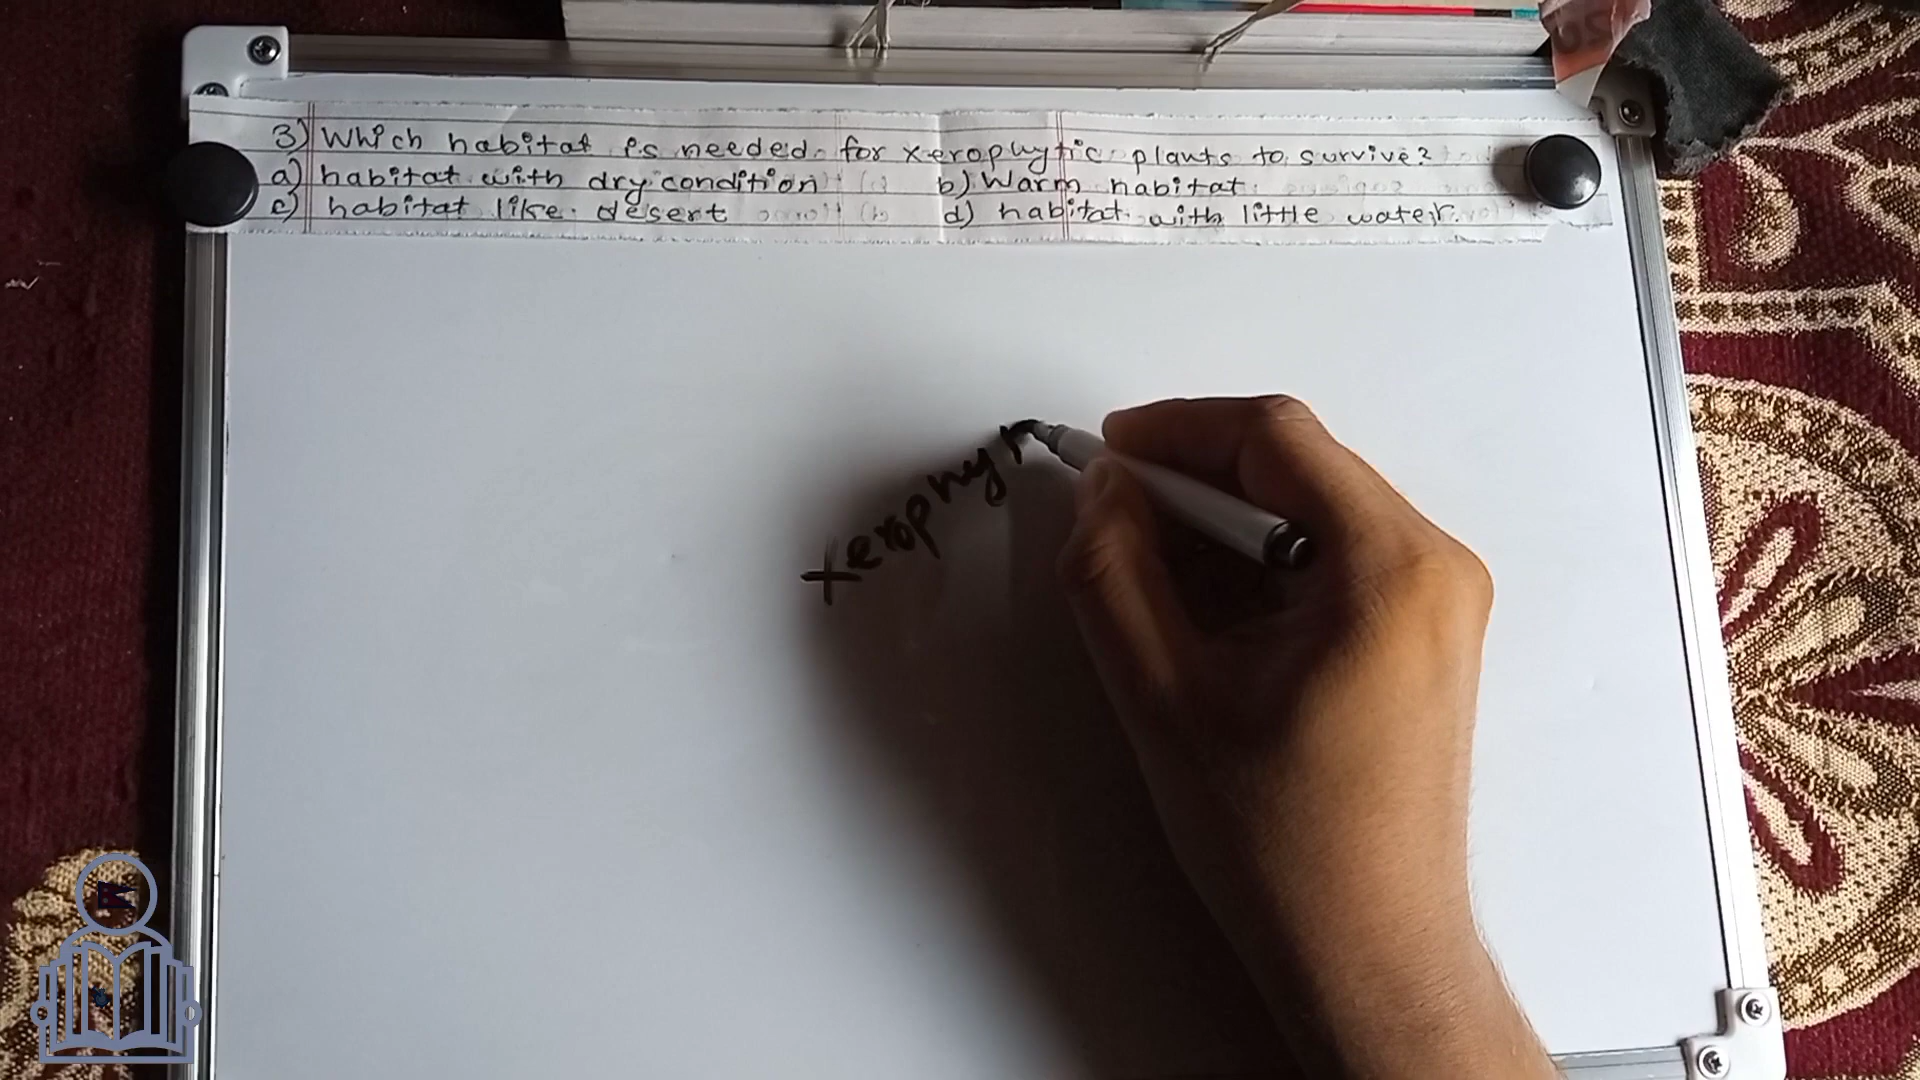 3) Which habitat is needed for xerophytic plants to survive?
a) habitat with dry condition b) Warm habitat
c) habitat like desert d) habitat with little water.
Xerophy